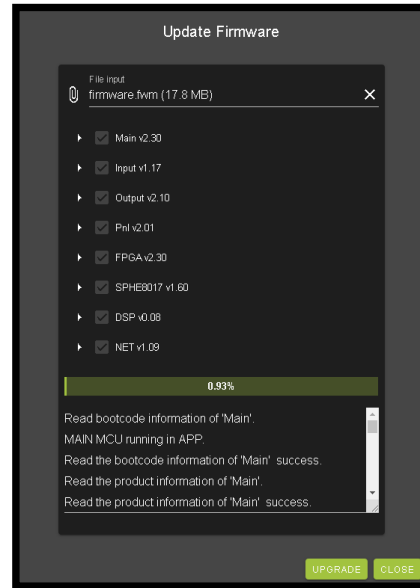 Update Firmware
File input
firmware.fwm (17.8 MB)
Main v2.30
Input v1.17
Output v2.10
Pnl v2.01
FPGA v2.30
SPHE8017 v1.60
DSP v0.08
NET v1.09
0.93%
Read bootcode information of 'Main'.
MAIN MCU running in APP.
Read the bootcode information of 'Main' success.
Read the product information of 'Main'.
Read the product information of 'Main' success.
UPGRADE CLOSE